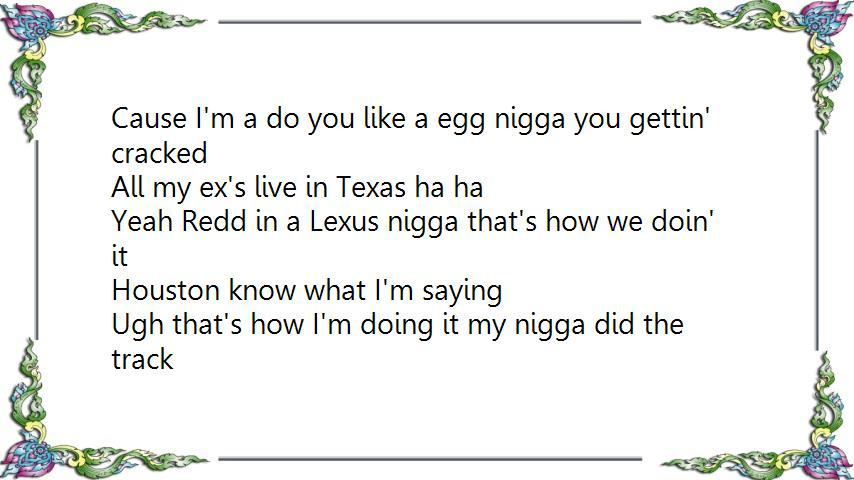 Cause I'm a do you like a egg nigga you gettin'
cracked
All my ex's live in Texas ha ha
Yeah Redd in a Lexus nigga that's how we doin'
it
Houston know what I'm saying
Ugh that's how I'm doing it my nigga did the
track